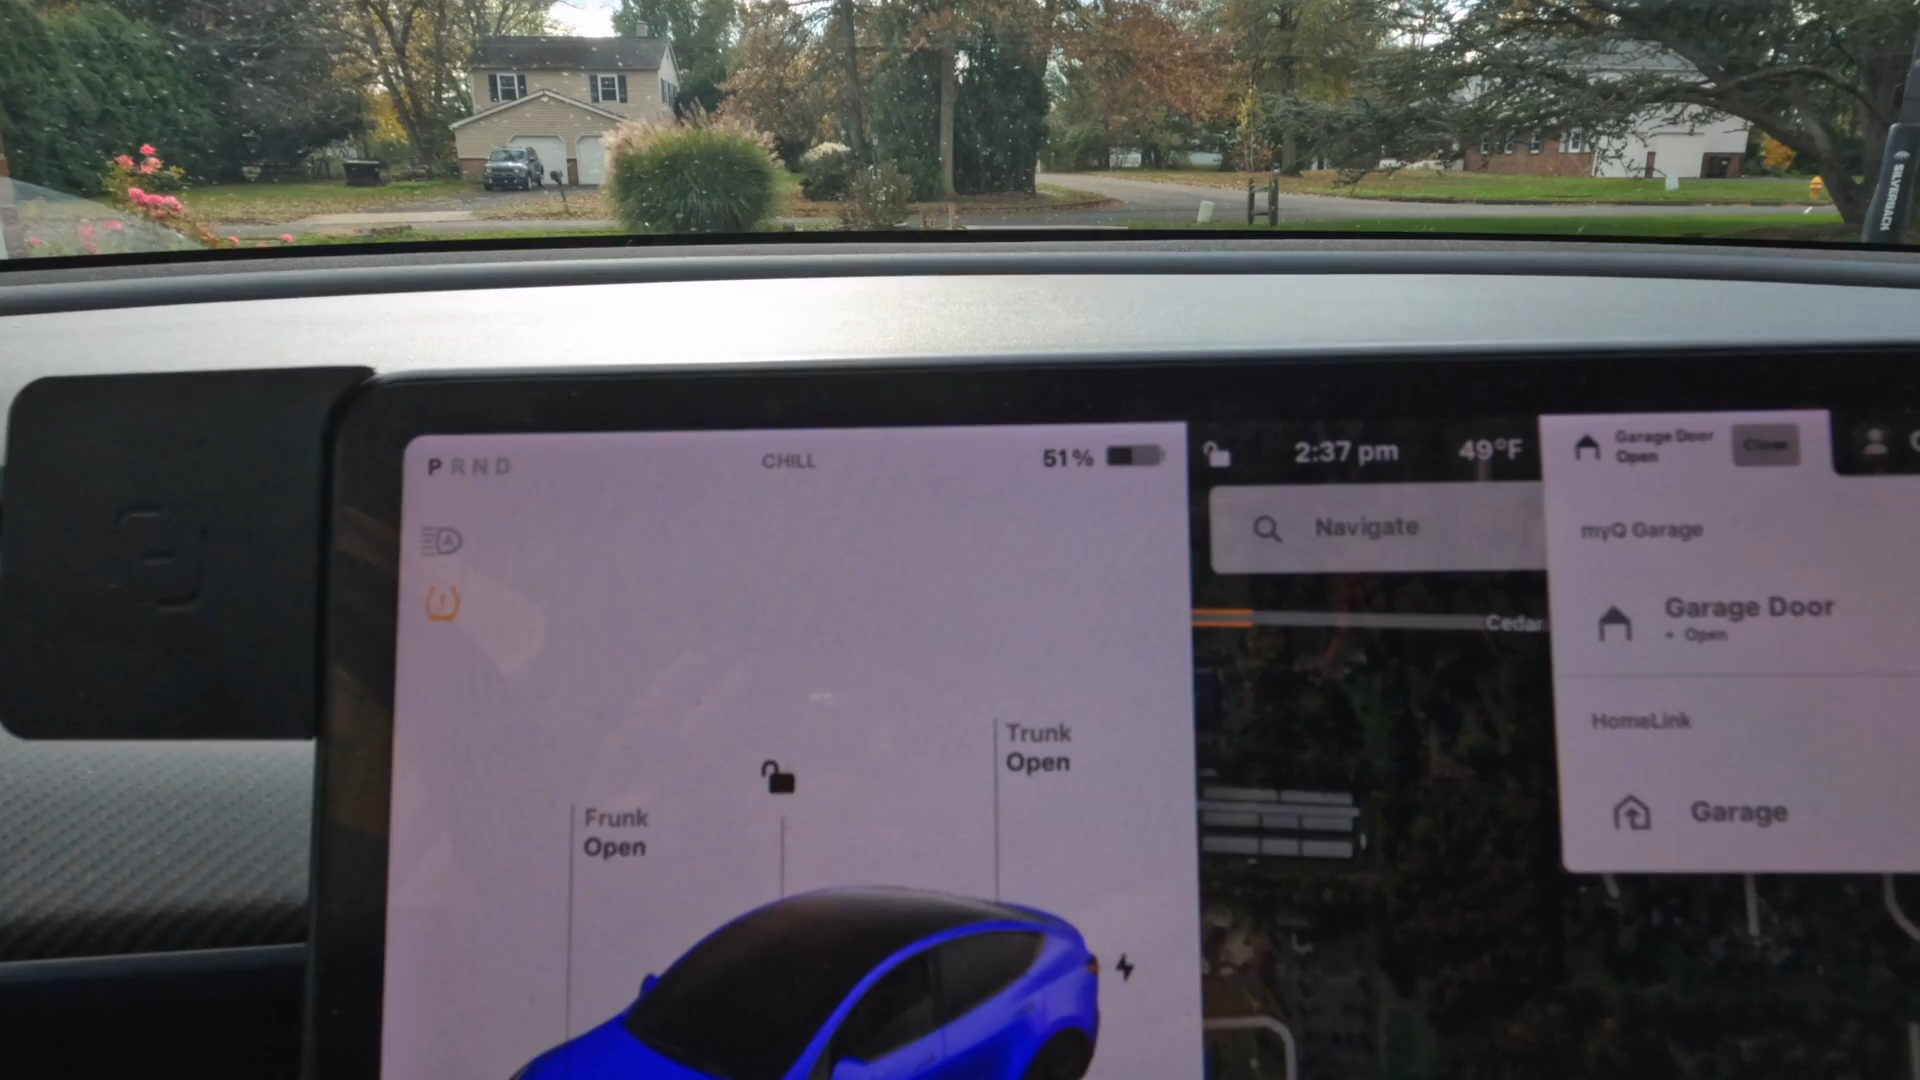 SILVERBACK
P R N D
CHILL
51%
2:37 pm
49°F
Garage Door
Open
Close
Navigate
myQ Garage
Garage Door
Open
Cedar
HomeLink
Garage
Trunk
Open
Frunk
Open